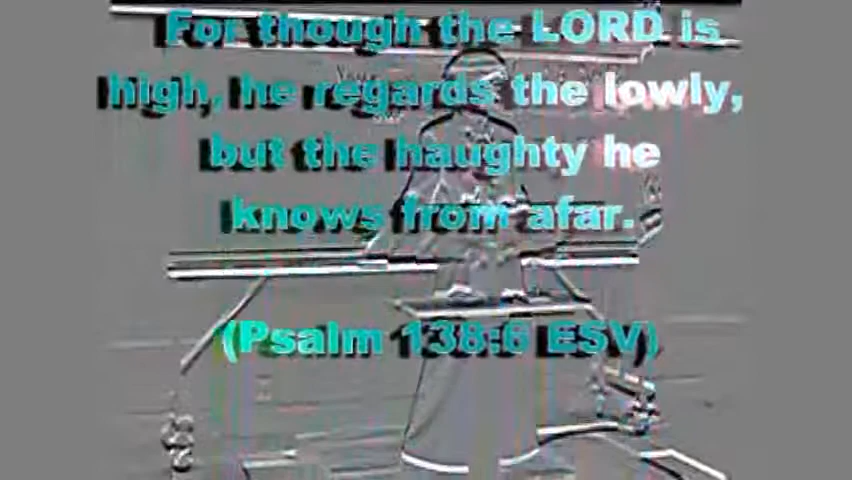 For though the LORD is
high, he regards the lowly,
but the haughty he
knows from afar.
(Psalm 138:6 ESV)